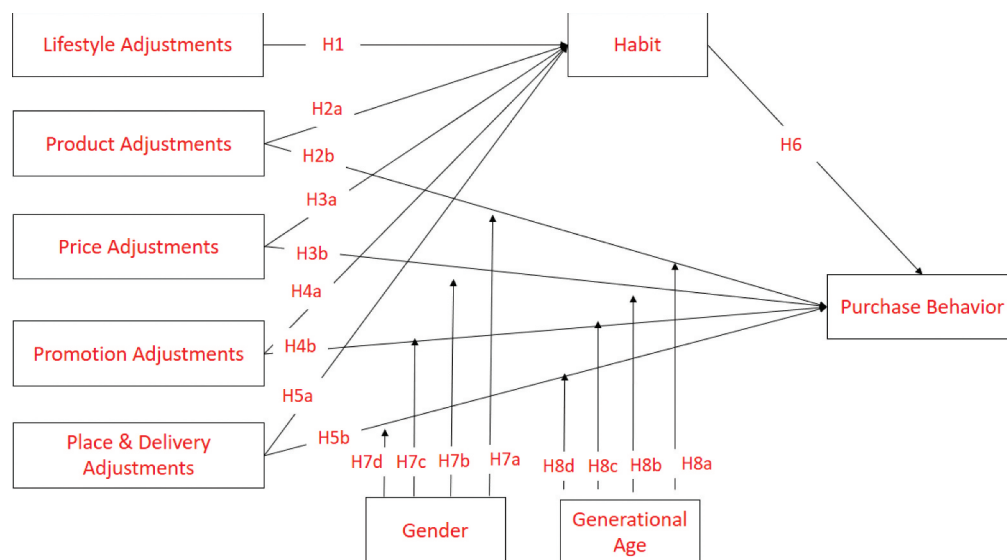 Lifestyle Adjustments
H1
Habit
H2a
Product Adjustments
H2b
H6
H3a
Price Adjustments
H3b
H4a
Purchase Behavior
Promotion Adjustments
H4b
H5a
Place & Delivery
Adjustments
H5b
H7d
H7c
H7b
H7a
H8d
H8c
H8b
H8a
Gender
Generational
Age